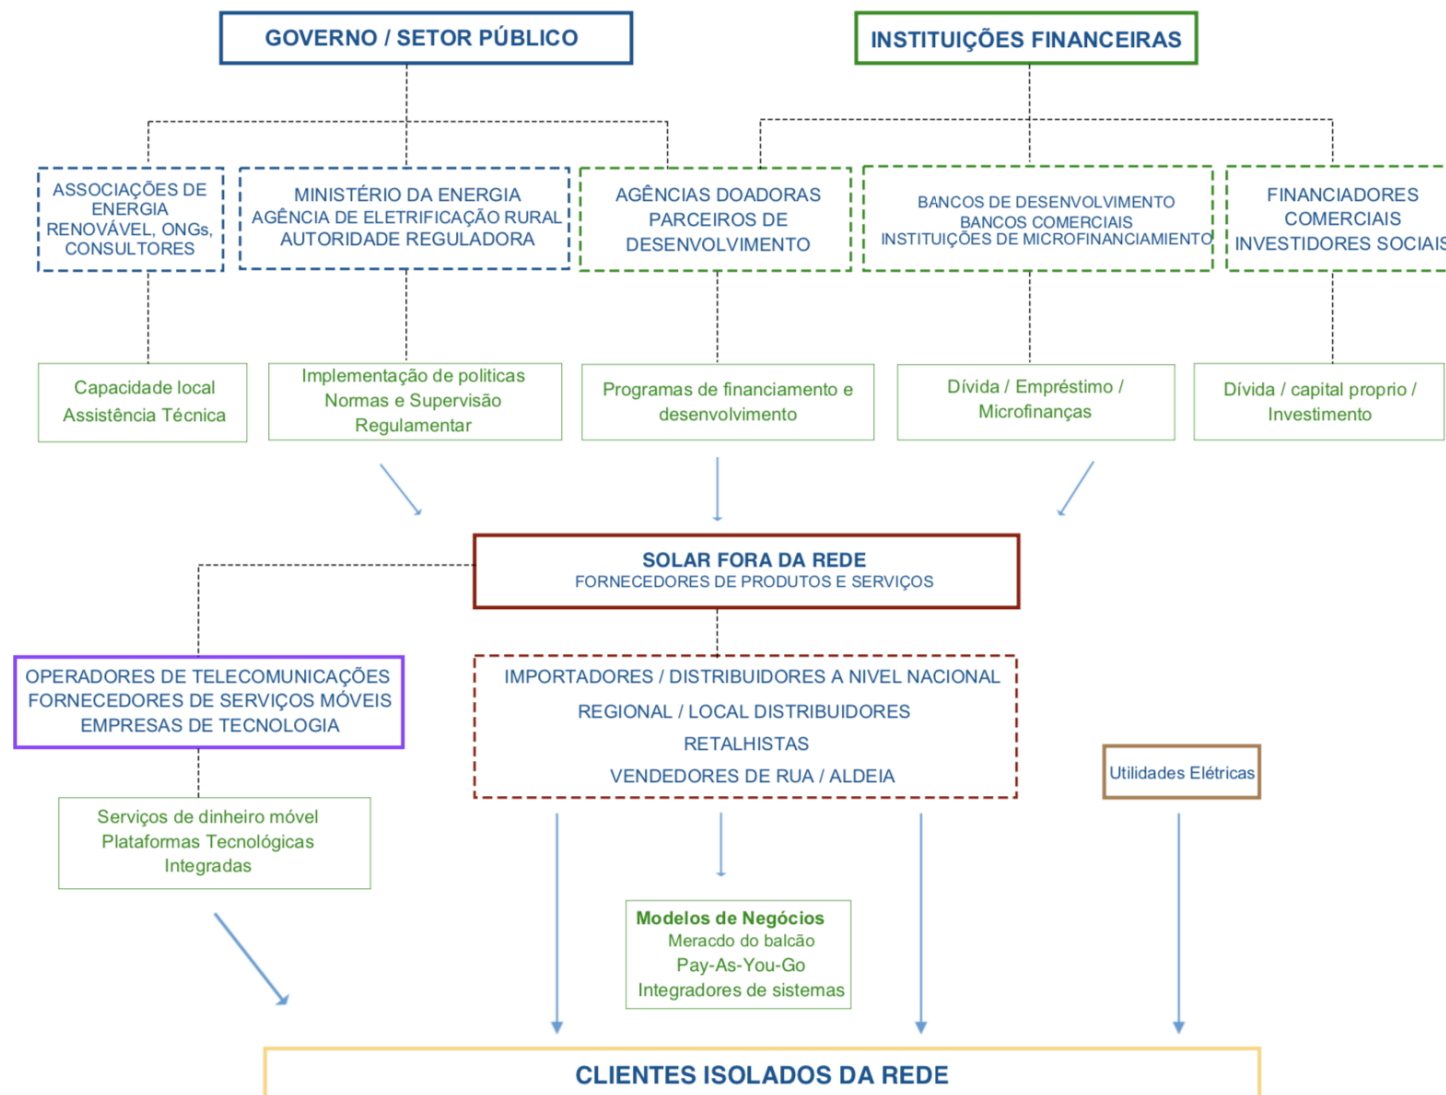 GOVERNO / SETOR PÚBLICO
INSTITUIÇÕES FINANCEIRAS
ASSOCIAÇÕES DE
ENERGIA
RENOVÁVEL, ONGs,
CONSULTORES
MINISTÉRIO DA ENERGIA
AGÊNCIA DE ELETRIFICAÇÃO RURAL
AUTORIDADE REGULADORA
AGÊNCIAS DOADORAS
PARCEIROS DE
DESENVOLVIMENTO
BANCOS DE DESENVOLVIMENTO
BANCOS COMERCIAIS
INSTITUIÇÕES DE MICROFINANCIAMIENTO
FINANCIADORES
COMERCIAIS
INVESTIDORES SOCIAIS
Capacidade local
Assistência Técnica
Implementação de politicas
Normas e Supervisão
Regulamentar
Programas de financiamento e
desenvolvimento
Dívida / Empréstimo /
Microfinanças
Dívida / capital proprio /
Investimento
SOLAR FORA DA REDE
FORNECEDORES DE PRODUTOS E SERVIÇOS
OPERADORES DE TELECOMUNICAÇÕES
FORNECEDORES DE SERVIÇOS MÓVEIS
EMPRESAS DE TECNOLOGIA
IMPORTADORES / DISTRIBUIDORES A NIVEL NACIONAL
REGIONAL / LOCAL DISTRIBUIDORES
RETALHISTAS
VENDEDORES DE RUA / ALDEIA
Utilidades Elétricas
Serviços de dinheiro móvel
Plataformas Tecnológicas
Integradas
Modelos de Negócios
Meracdo do balcão
Pay-As-You-Go
Integradores de sistemas
CLIENTES ISOLADOS DA REDE